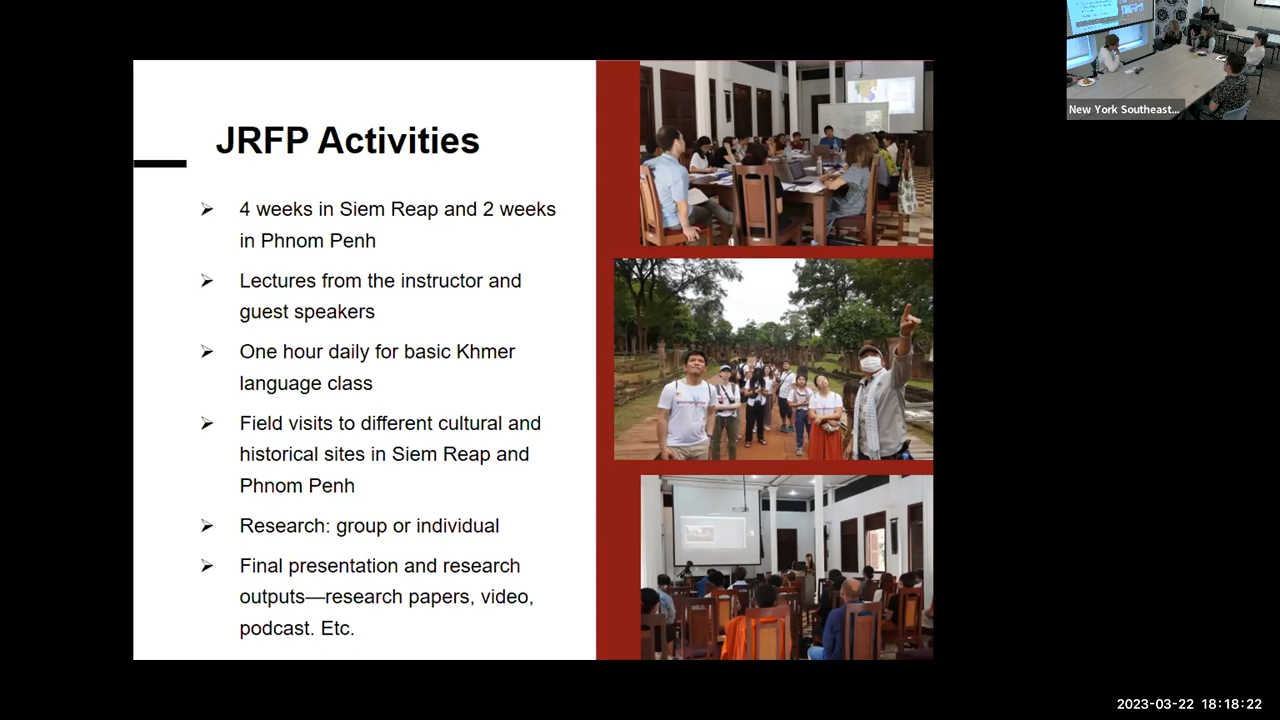 JRFP Activities
4 weeks in Siem Reap and 2 weeks
in Phnom Penh
Lectures from the instructor and
guest speakers
One hour daily for basic Khmer
language class
Field visits to different cultural and
historical sites in Siem Reap and
Phnom Penh
Research: group or individual
Final presentation and research
outputs—research papers, video,
podcast. Etc.
New York Southeast...
2023-03-22 18:18:22